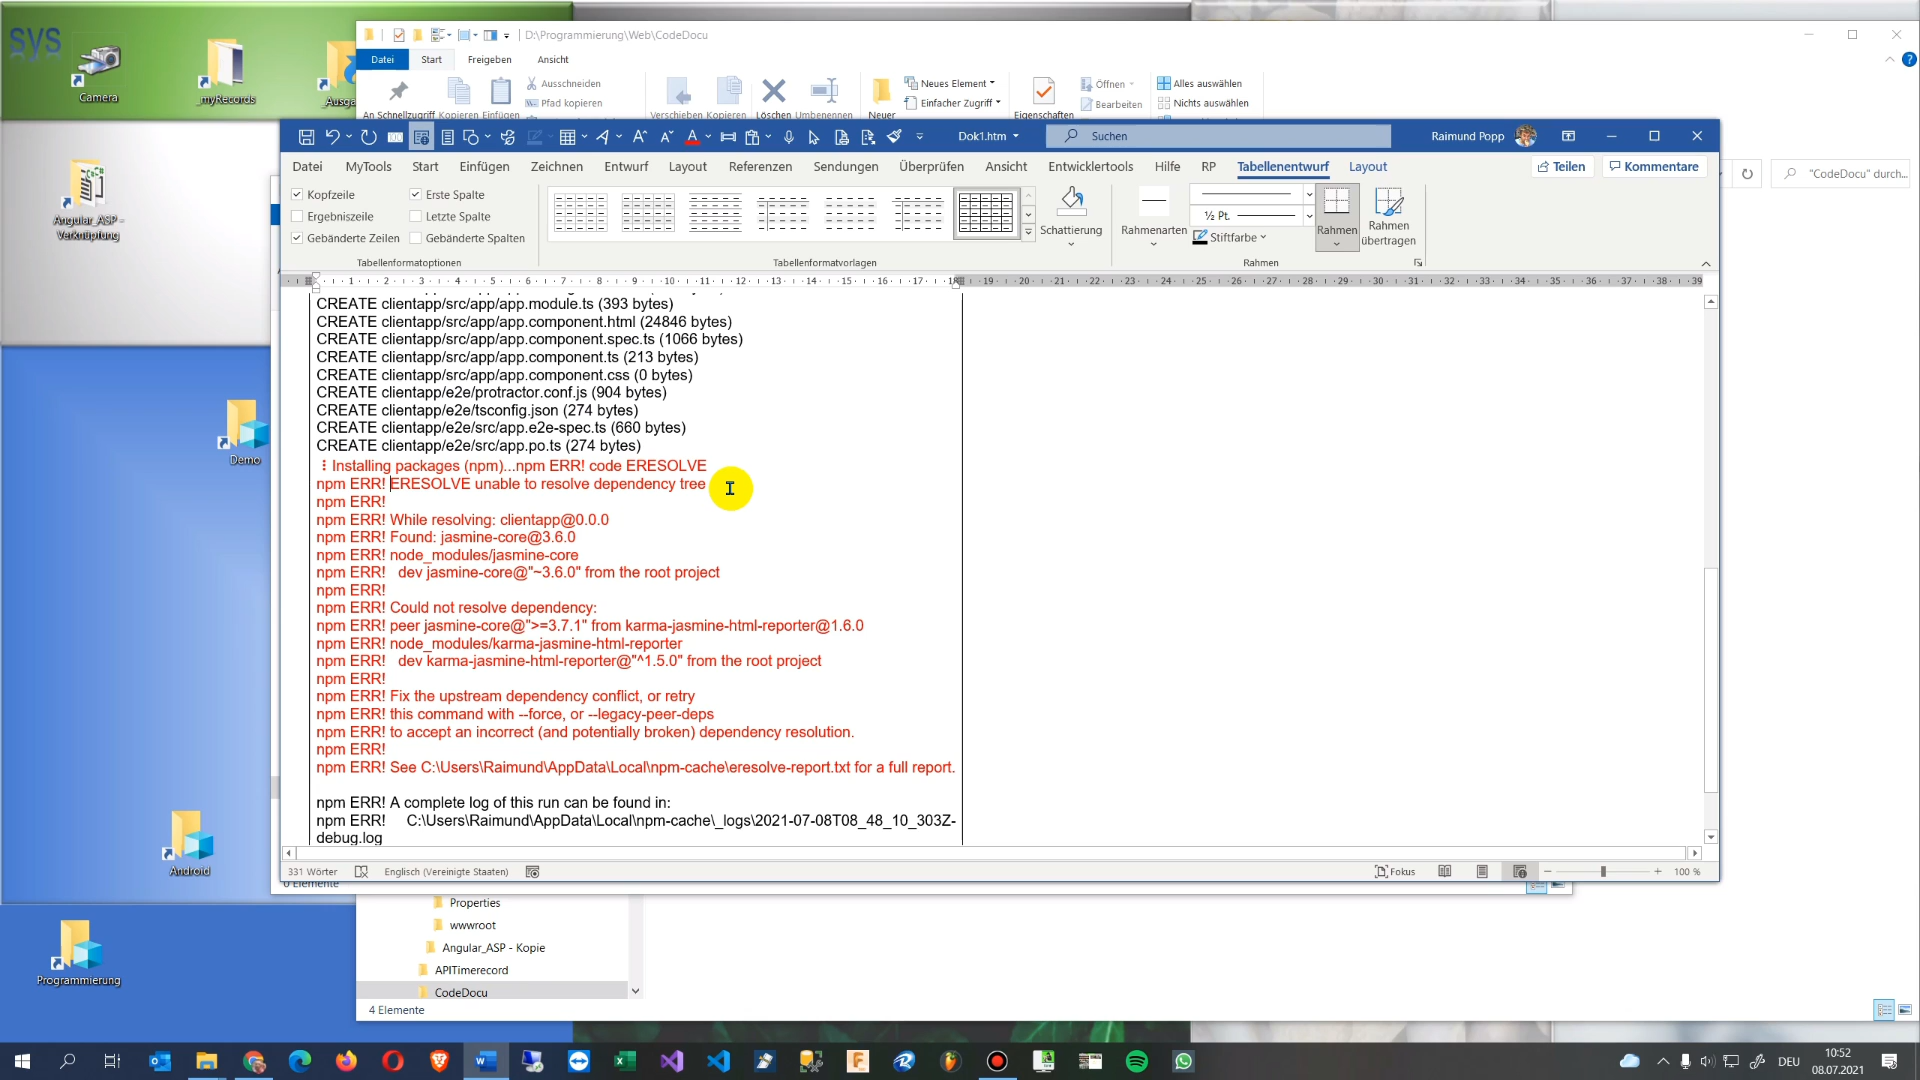 SVS
Camera
_myRecords
Angular_ASP -
Verknüpfung
Demo
Android
Programmierung
D:\Programmierung\Web\CodeDocu
Datei
Start
Freigeben
Ansicht
Ausschneiden
Pfad kopieren
An Schnellzugriff
Kopieren
Einfügen
Verschieben
Kopieren
Löschen
Umbenennen
Neues Element
Einfacher Zugriff
Neuer
Eigenschaften
Öffnen
Bearbeiten
Alles auswählen
Nichts auswählen
"CodeDocu" durch...
Dok1.htm
Suchen
Raimund Popp
Datei
MyTools
Start
Einfügen
Zeichnen
Entwurf
Layout
Referenzen
Sendungen
Überprüfen
Ansicht
Entwicklertools
Hilfe
RP
Tabellenentwurf
Layout
Teilen
Kommentare
Kopfzeile
Erste Spalte
Ergebniszeile
Letzte Spalte
Gebänderte Zeilen
Gebänderte Spalten
Tabellenformatoptionen
Tabellenformatvorlagen
Schattierung
Rahmenarten
½ Pt.
Stiftfarbe
Rahmen
Rahmen
übertragen
Rahmen
CREATE clientapp/src/app/app.module.ts (393 bytes)
CREATE clientapp/src/app/app.component.html (24846 bytes)
CREATE clientapp/src/app/app.component.spec.ts (1066 bytes)
CREATE clientapp/src/app/app.component.ts (213 bytes)
CREATE clientapp/src/app/app.component.css (0 bytes)
CREATE clientapp/e2e/protractor.conf.js (904 bytes)
CREATE clientapp/e2e/tsconfig.json (274 bytes)
CREATE clientapp/e2e/src/app.e2e-spec.ts (660 bytes)
CREATE clientapp/e2e/src/app.po.ts (274 bytes)
⠸ Installing packages (npm)...npm ERR! code ERESOLVE
npm ERR! ERESOLVE unable to resolve dependency tree
npm ERR!
npm ERR! While resolving: clientapp@0.0.0
npm ERR! Found: jasmine-core@3.6.0
npm ERR! node_modules/jasmine-core
npm ERR!   dev jasmine-core@"~3.6.0" from the root project
npm ERR!
npm ERR! Could not resolve dependency:
npm ERR! peer jasmine-core@">=3.7.1" from karma-jasmine-html-reporter@1.6.0
npm ERR! node_modules/karma-jasmine-html-reporter
npm ERR!   dev karma-jasmine-html-reporter@"^1.5.0" from the root project
npm ERR!
npm ERR! Fix the upstream dependency conflict, or retry
npm ERR! this command with --force, or --legacy-peer-deps
npm ERR! to accept an incorrect (and potentially broken) dependency resolution.
npm ERR!
npm ERR! See C:\Users\Raimund\AppData\Local\npm-cache\eresolve-report.txt for a full report.
npm ERR! A complete log of this run can be found in:
npm ERR!     C:\Users\Raimund\AppData\Local\npm-cache\_logs\2021-07-08T08_48_10_303Z-
debug.log
331 Wörter
Englisch (Vereinigte Staaten)
Fokus
100 %
0 Elemente
Properties
wwwroot
Angular_ASP - Kopie
APITimerecord
CodeDocu
4 Elemente
DEU
10:52
08.07.2021